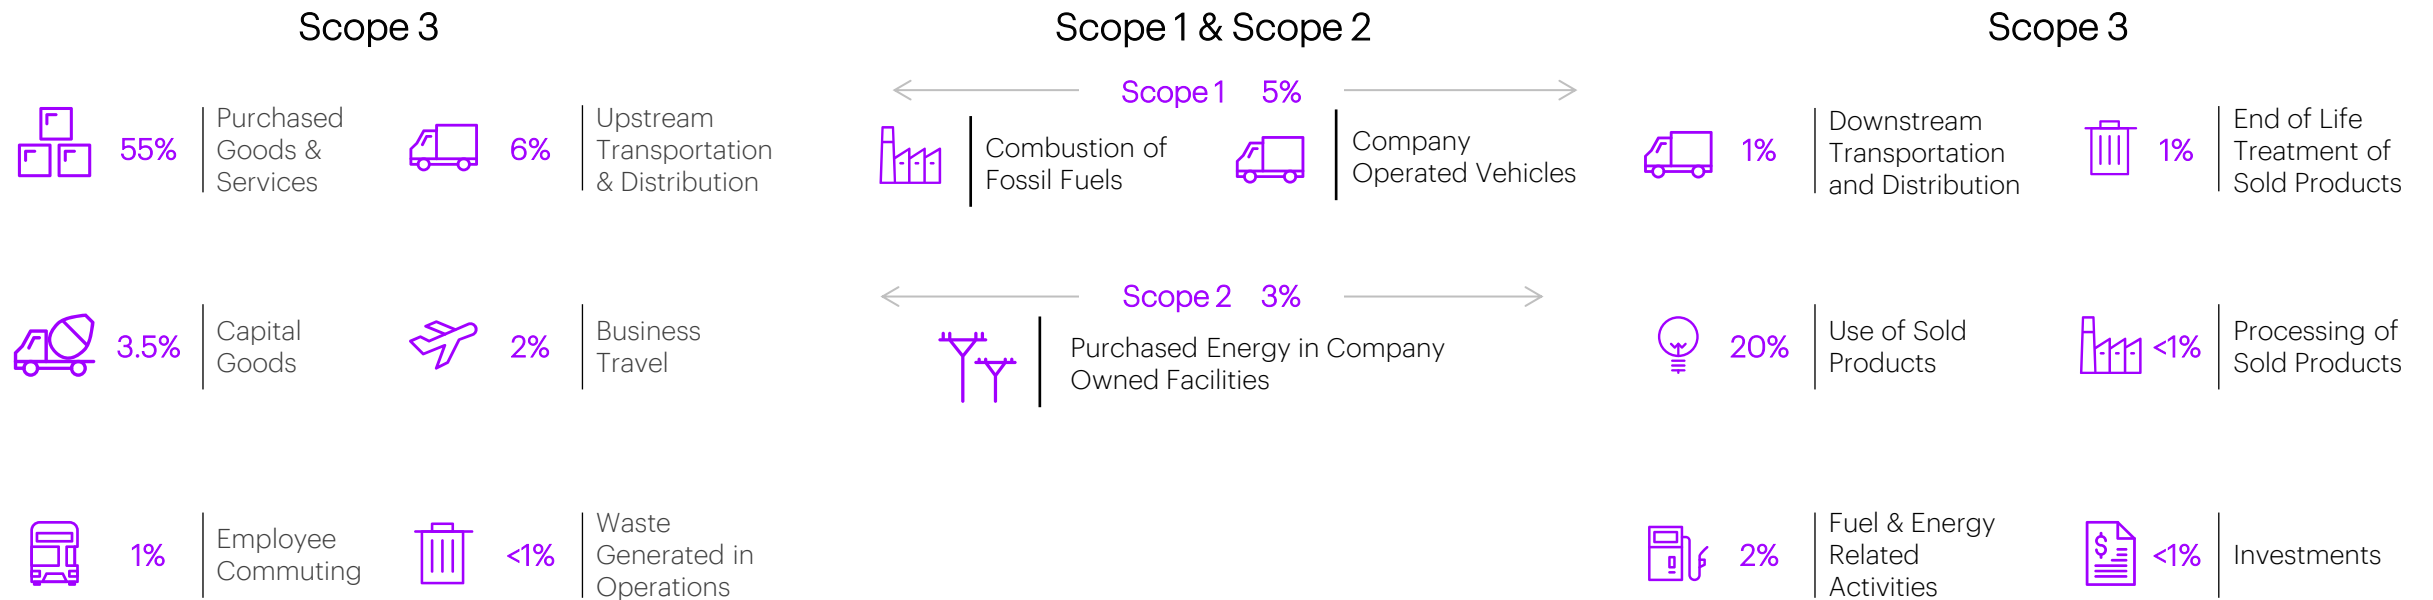 Scope 3
55%
Purchased
Goods &
Services
6%
Upstream
Transportation
& Distribution
3.5%
Capital
Goods
2%
Business
Travel
1%
Employee
Commuting
<1%
Waste
Generated in
Operations
Scope 1 & Scope 2
Scope 1 5%
Combustion of
Fossil Fuels
Company
Operated Vehicles
Scope 2 3%
Purchased Energy in Company
Owned Facilities
Scope 3
1%
Downstream
Transportation
and Distribution
1%
End of Life
Treatment of
Sold Products
20%
Use of Sold
Products
<1%
Processing of
Sold Products
2%
Fuel & Energy
Related
Activities
$
<1%
Investments